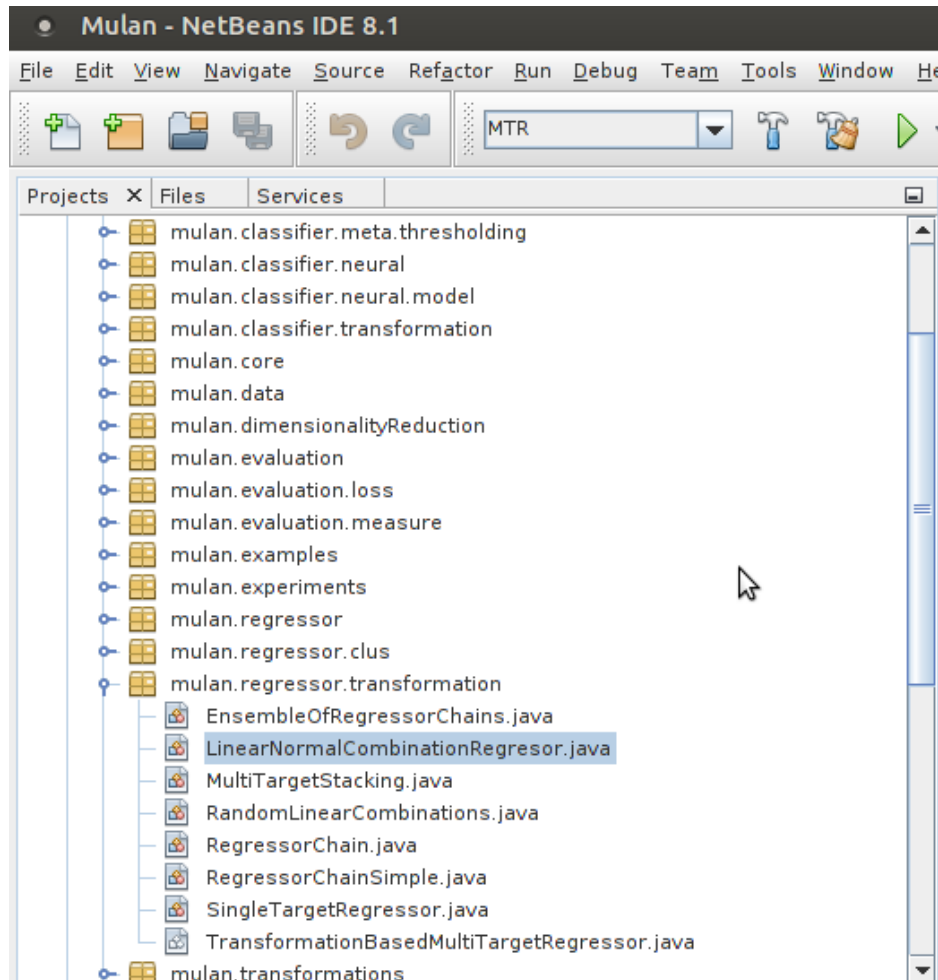 Mulan - NetBeans IDE 8.1
File Edit View Navigate Source Refactor Run Debug Team Tools Window He
MTR
Projects X Files Services
mulan.classifier.meta.thresholding
mulan.classifier.neural
mulan.classifier.neural.model
mulan.classifier.transformation
mulan.core
mulan.data
mulan.dimensionalityReduction
mulan.evaluation
mulan.evaluation.loss
mulan.evaluation.measure
mulan.examples
mulan.experiments
mulan.regressor
mulan.regressor.clus
mulan.regressor.transformation
EnsembleOfRegressorChains.java
LinearNormalCombinationRegresor.java
MultiTargetStacking.java
RandomLinearCombinations.java
RegressorChain.java
RegressorChainSimple.java
SingleTargetRegressor.java
TransformationBasedMultiTargetRegressor.java
mulan.transformations